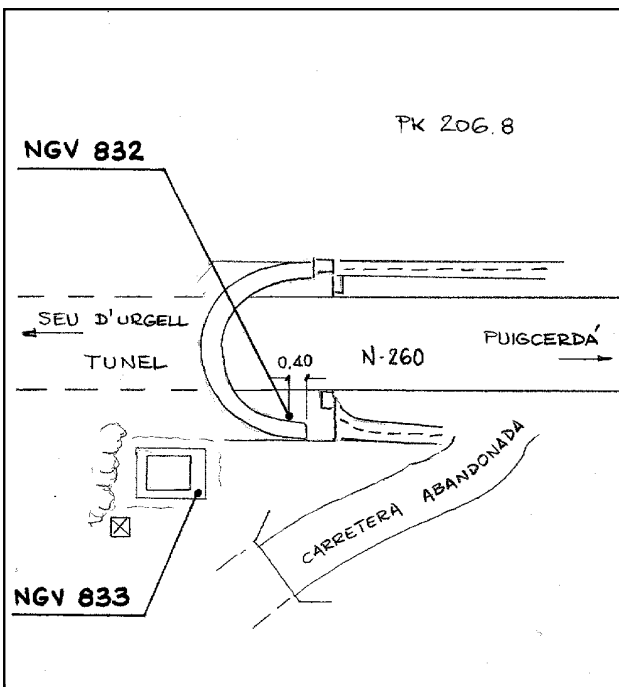 PK 206.8
NGV 832
SEU D'URGELL
TUNEL
0,40
N-260
PUIGCERDÁ
CARRETERA ABANDONADA
NGV 833